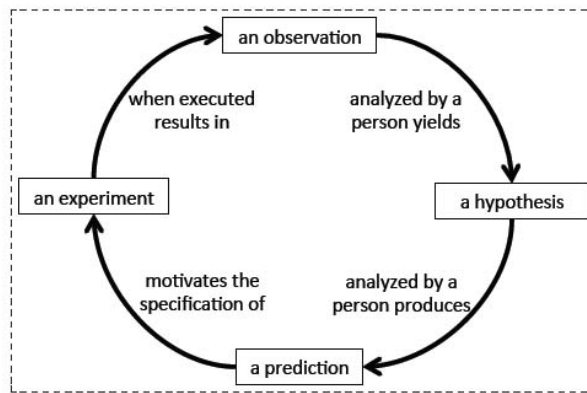 an observation
when executed
results in
analyzed by a
person yields
an experiment
a hypothesis
motivates the
specification of
analyzed by a
person produces
a prediction